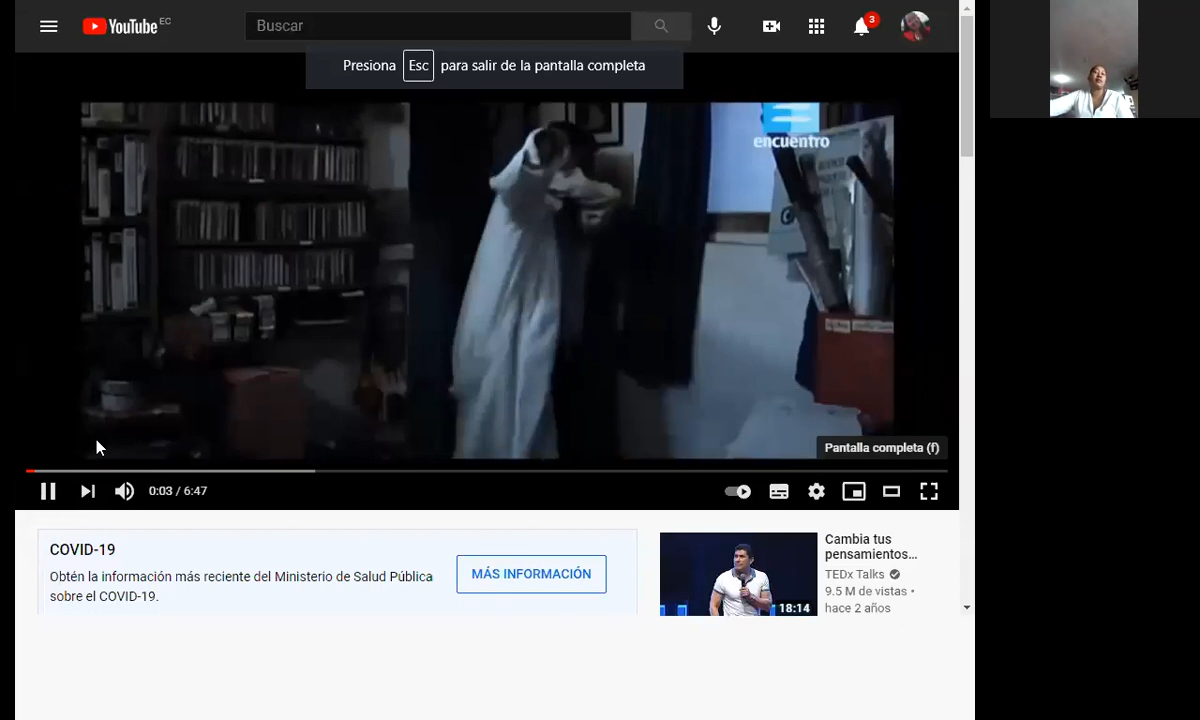 YouTube EC
Buscar
3
Presiona Esc para salir de la pantalla completa
encuentro
Pantalla completa (f)
0:03 / 6:47
COVID-19
Obtén la información más reciente del Ministerio de Salud Pública
sobre el COVID-19.
MÁS INFORMACIÓN
18:14
Cambia tus
pensamientos...
TEDx Talks
9.5 M de vistas •
hace 2 años